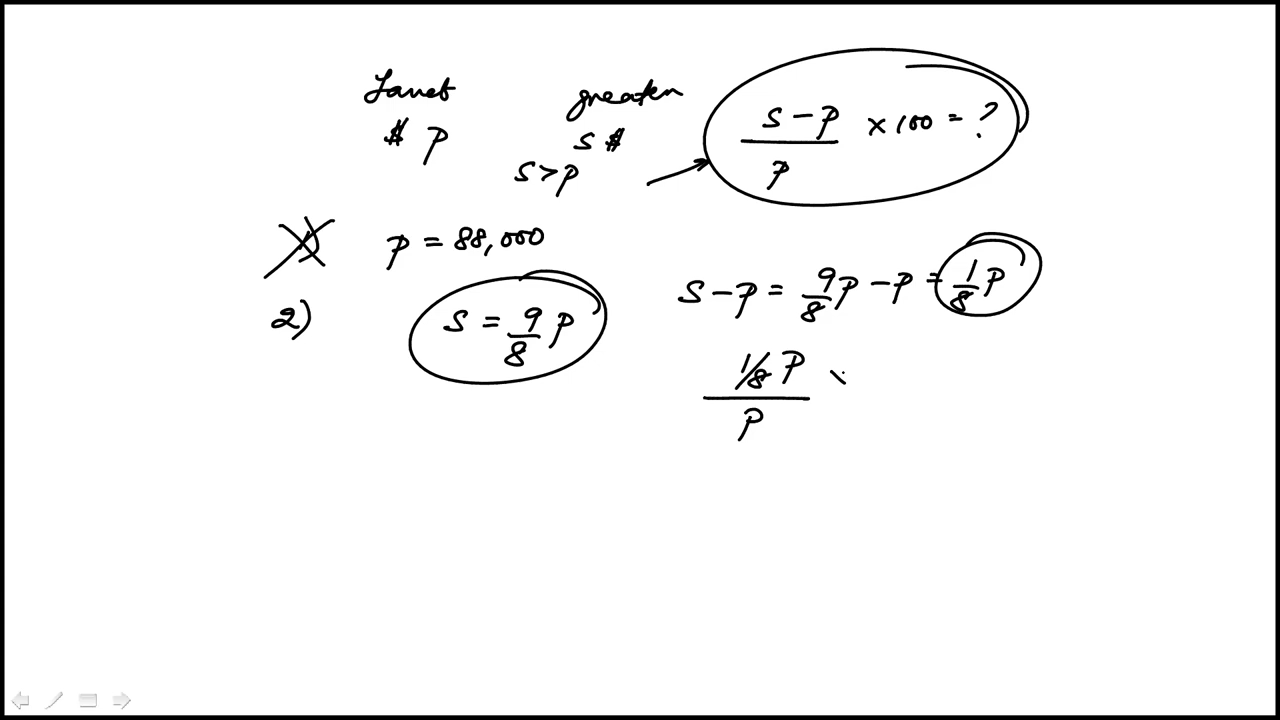 Janet greater
$ p s $
s > p
(s - p)/p × 100 = ?
1) p = 88,000
2) s = 9/8 p
s - p = 9/8 p - p = 1/8 p
(1/8 p)/p